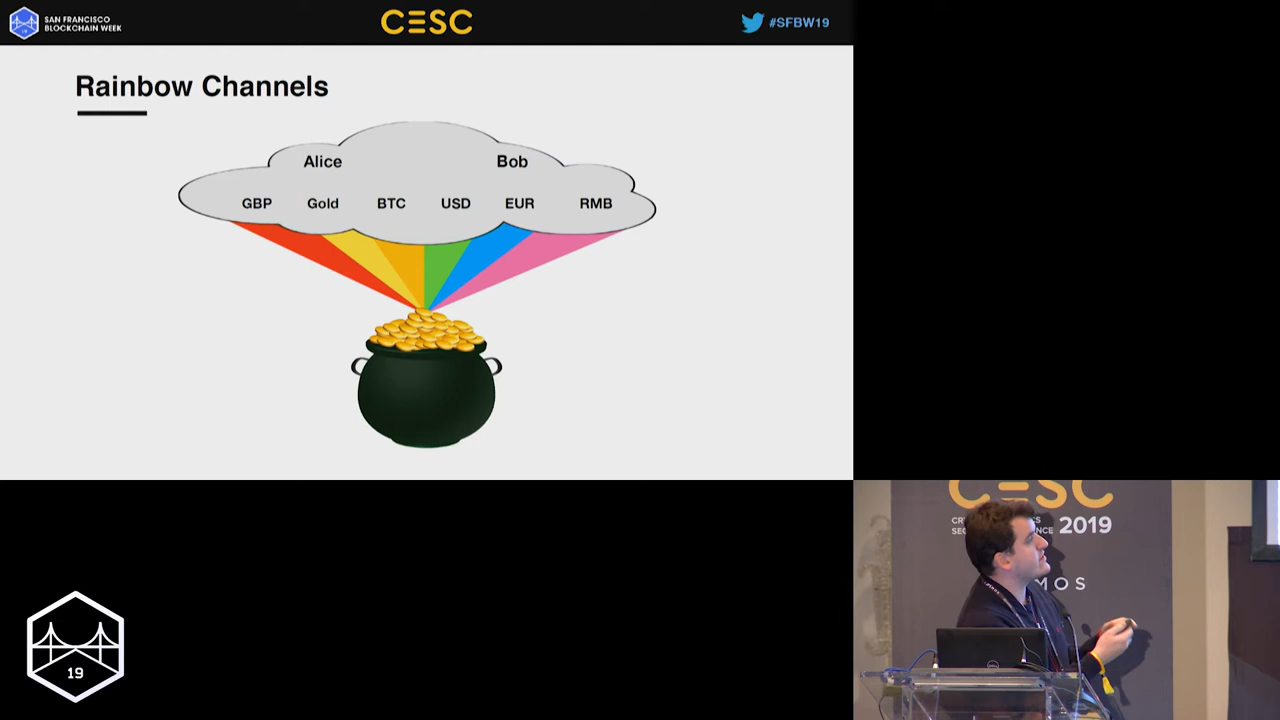 SAN FRANCISCO
BLOCKCHAIN WEEK
19
CESC
#SFBW19
Rainbow Channels
Alice Bob
GBP Gold BTC USD EUR RMB
CESC
2019
MOS
19